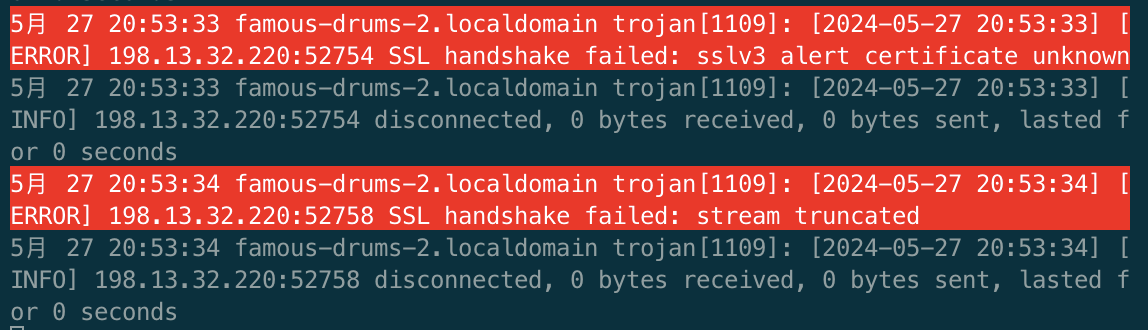 5月 27 20:53:33 famous-drums-2.localdomain trojan[1109]: [2024-05-27 20:53:33] [
ERROR] 198.13.32.220:52754 SSL handshake failed: sslv3 alert certificate unknown
5月 27 20:53:33 famous-drums-2.localdomain trojan[1109]: [2024-05-27 20:53:33] [
INFO] 198.13.32.220:52754 disconnected, 0 bytes received, 0 bytes sent, lasted f
or 0 seconds
5月 27 20:53:34 famous-drums-2.localdomain trojan[1109]: [2024-05-27 20:53:34] [
ERROR] 198.13.32.220:52758 SSL handshake failed: stream truncated
5月 27 20:53:34 famous-drums-2.localdomain trojan[1109]: [2024-05-27 20:53:34] [
INFO] 198.13.32.220:52758 disconnected, 0 bytes received, 0 bytes sent, lasted f
or 0 seconds